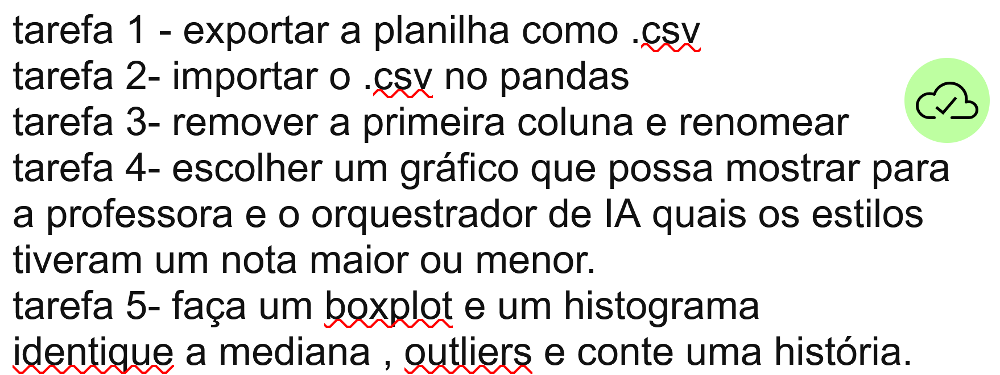 tarefa 1 - exportar a planilha como .csv
tarefa 2- importar o .csv no pandas
tarefa 3- remover a primeira coluna e renomear
tarefa 4- escolher um gráfico que possa mostrar para
a professora e o orquestrador de IA quais os estilos
tiveram um nota maior ou menor.
tarefa 5- faça um boxplot e um histograma
identique a mediana , outliers e conte uma história.